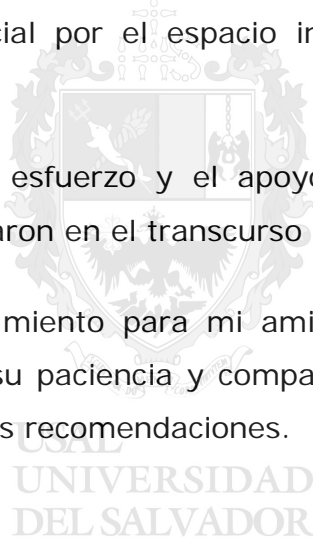 cial por el espacio in
esfuerzo y el apoyo
aron en el transcurso
miento para mi ami
su paciencia y compa
s recomendaciones.
USAL
UNIVERSIDAD
DEL SALVADOR